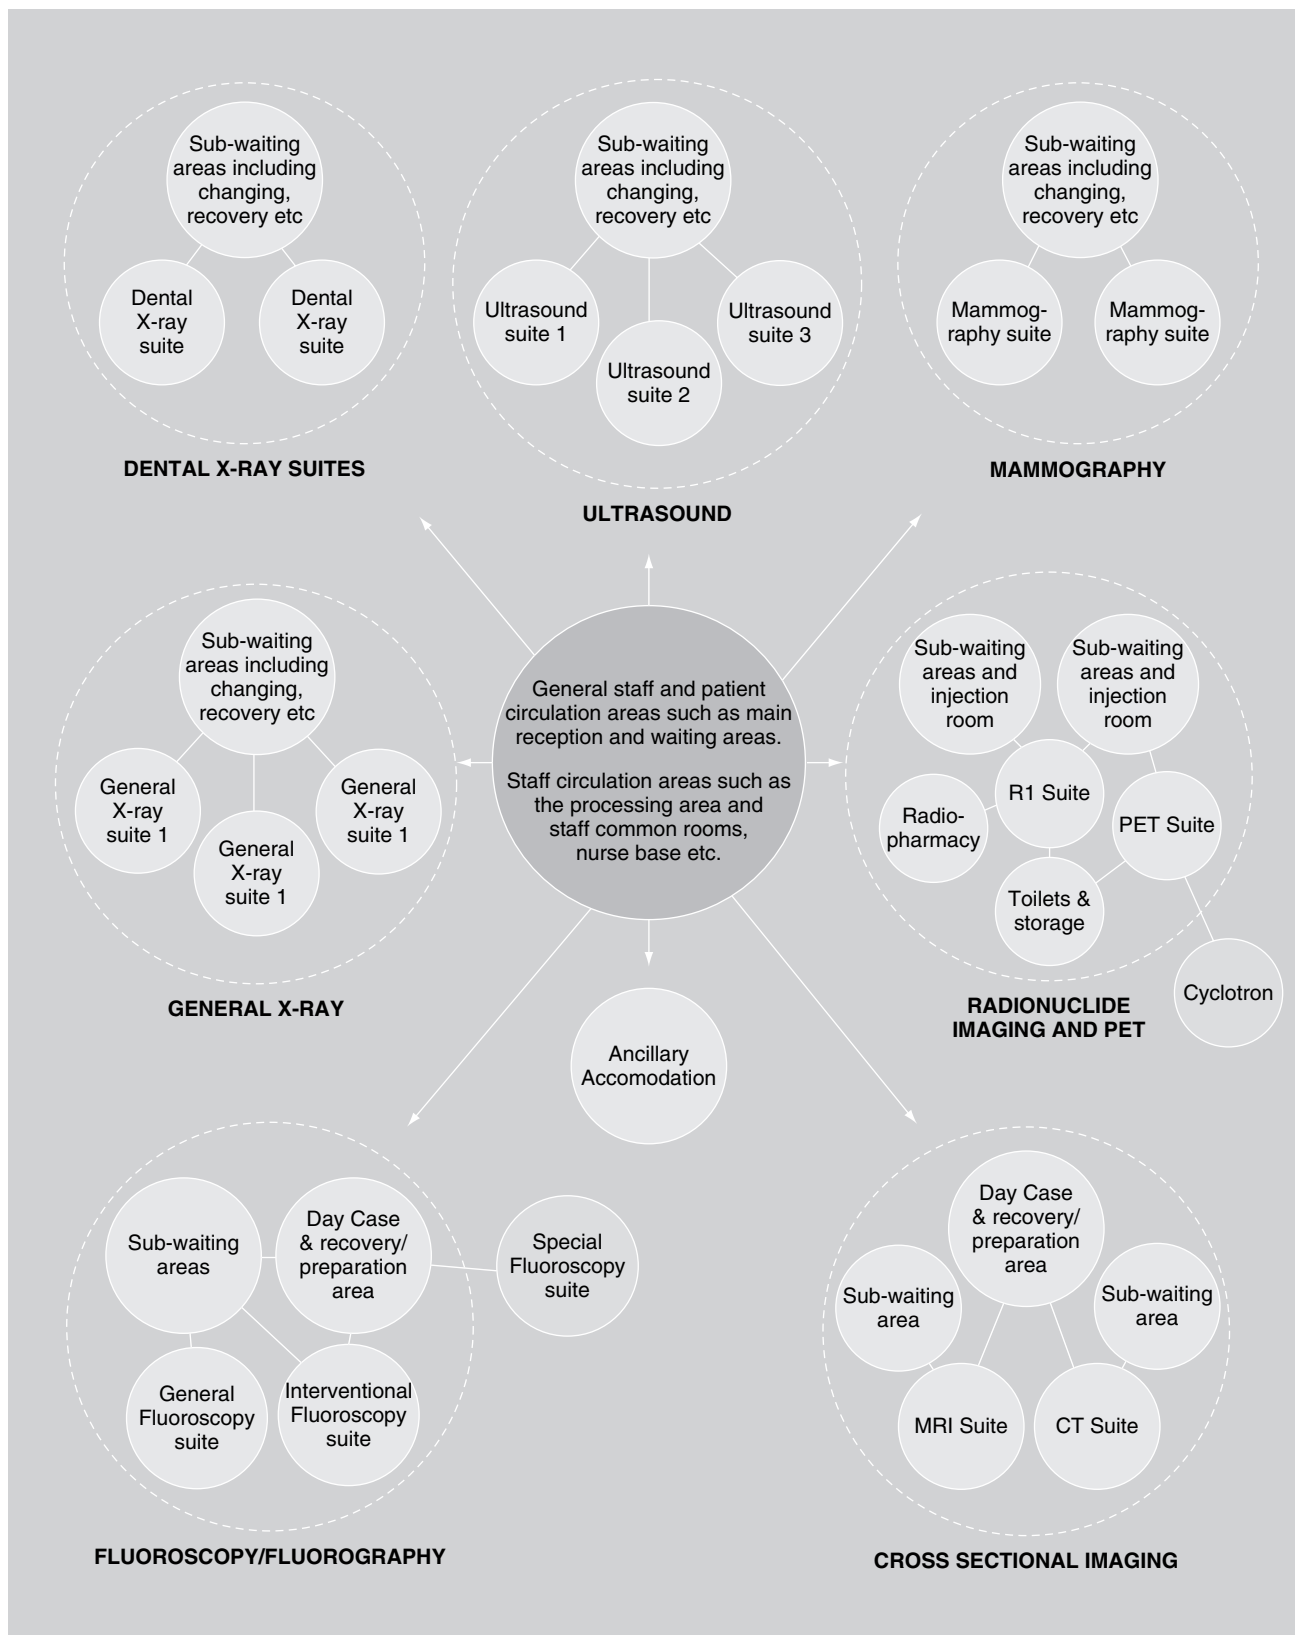 Sub-waiting
areas including
changing,
recovery etc
Dental
X-ray
suite
Dental
X-ray
suite
DENTAL X-RAY SUITES
Sub-waiting
areas including
changing,
recovery etc
Ultrasound
suite 1
Ultrasound
suite 2
Ultrasound
suite 3
ULTRASOUND
Sub-waiting
areas including
changing,
recovery etc
Mammog-
raphy suite
Mammog-
raphy suite
MAMMOGRAPHY
Sub-waiting
areas including
changing,
recovery etc
General
X-ray
suite 1
General
X-ray
suite 1
General
X-ray
suite 1
GENERAL X-RAY
General staff and patient
circulation areas such as main
reception and waiting areas.
Staff circulation areas such as
the processing area and
staff common rooms,
nurse base etc.
Sub-waiting
areas and
injection
room
Sub-waiting
areas and
injection
room
R1 Suite
Radio-
pharmacy
PET Suite
Toilets &
storage
Cyclotron
RADIONUCLIDE
IMAGING AND PET
Ancillary
Accomodation
Sub-waiting
areas
Day Case
& recovery/
preparation
area
Special
Fluoroscopy
suite
General
Fluoroscopy
suite
Interventional
Fluoroscopy
suite
FLUOROSCOPY/FLUOROGRAPHY
Day Case
& recovery/
preparation
area
Sub-waiting
area
Sub-waiting
area
MRI Suite
CT Suite
CROSS SECTIONAL IMAGING